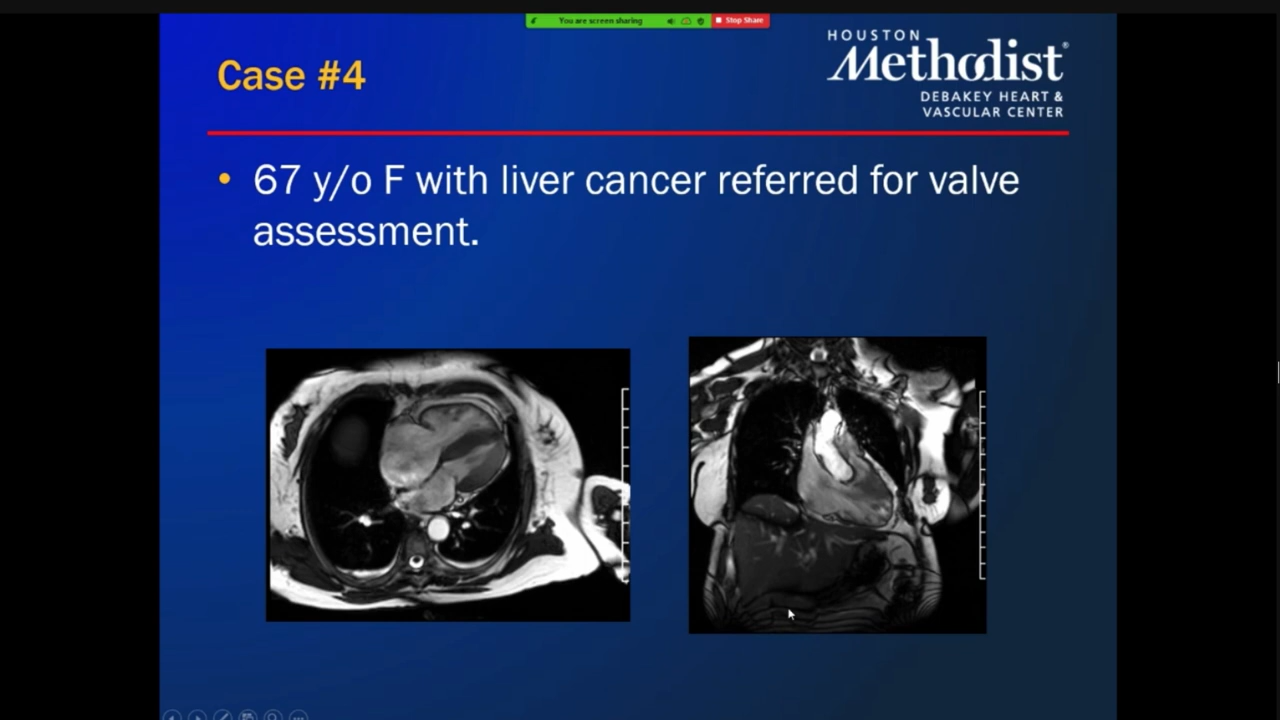 You are screen sharing
Stop Share
Case #4
HOUSTON
Methodist®
DEBAKEY HEART &
VASCULAR CENTER
• 67 y/o F with liver cancer referred for valve
assessment.